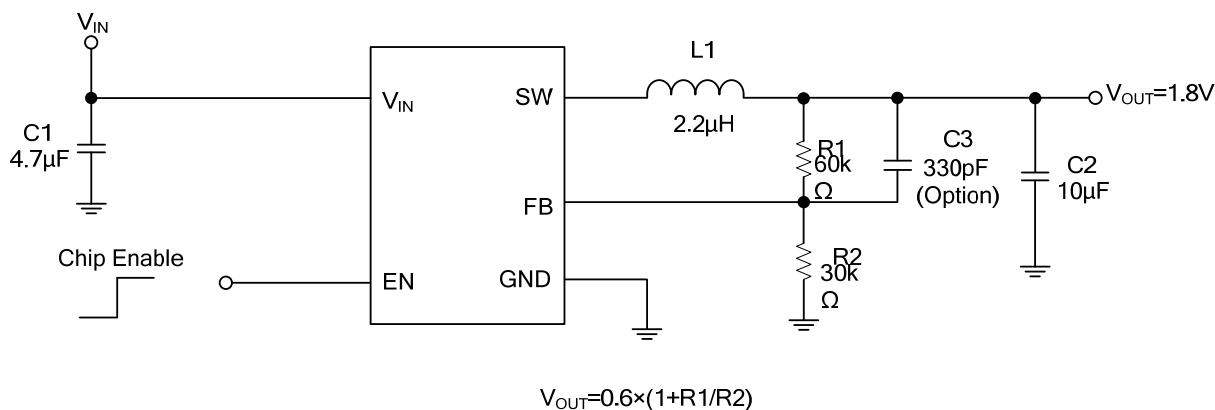 VIN
C1
4.7µF
Chip Enable
VIN
SW
FB
EN
GND
L1
2.2µH
R1
60k
Ω
C3
330pF
(Option)
R2
30k
Ω
C2
10µF
VOUT=1.8V
VOUT=0.6×(1+R1/R2)